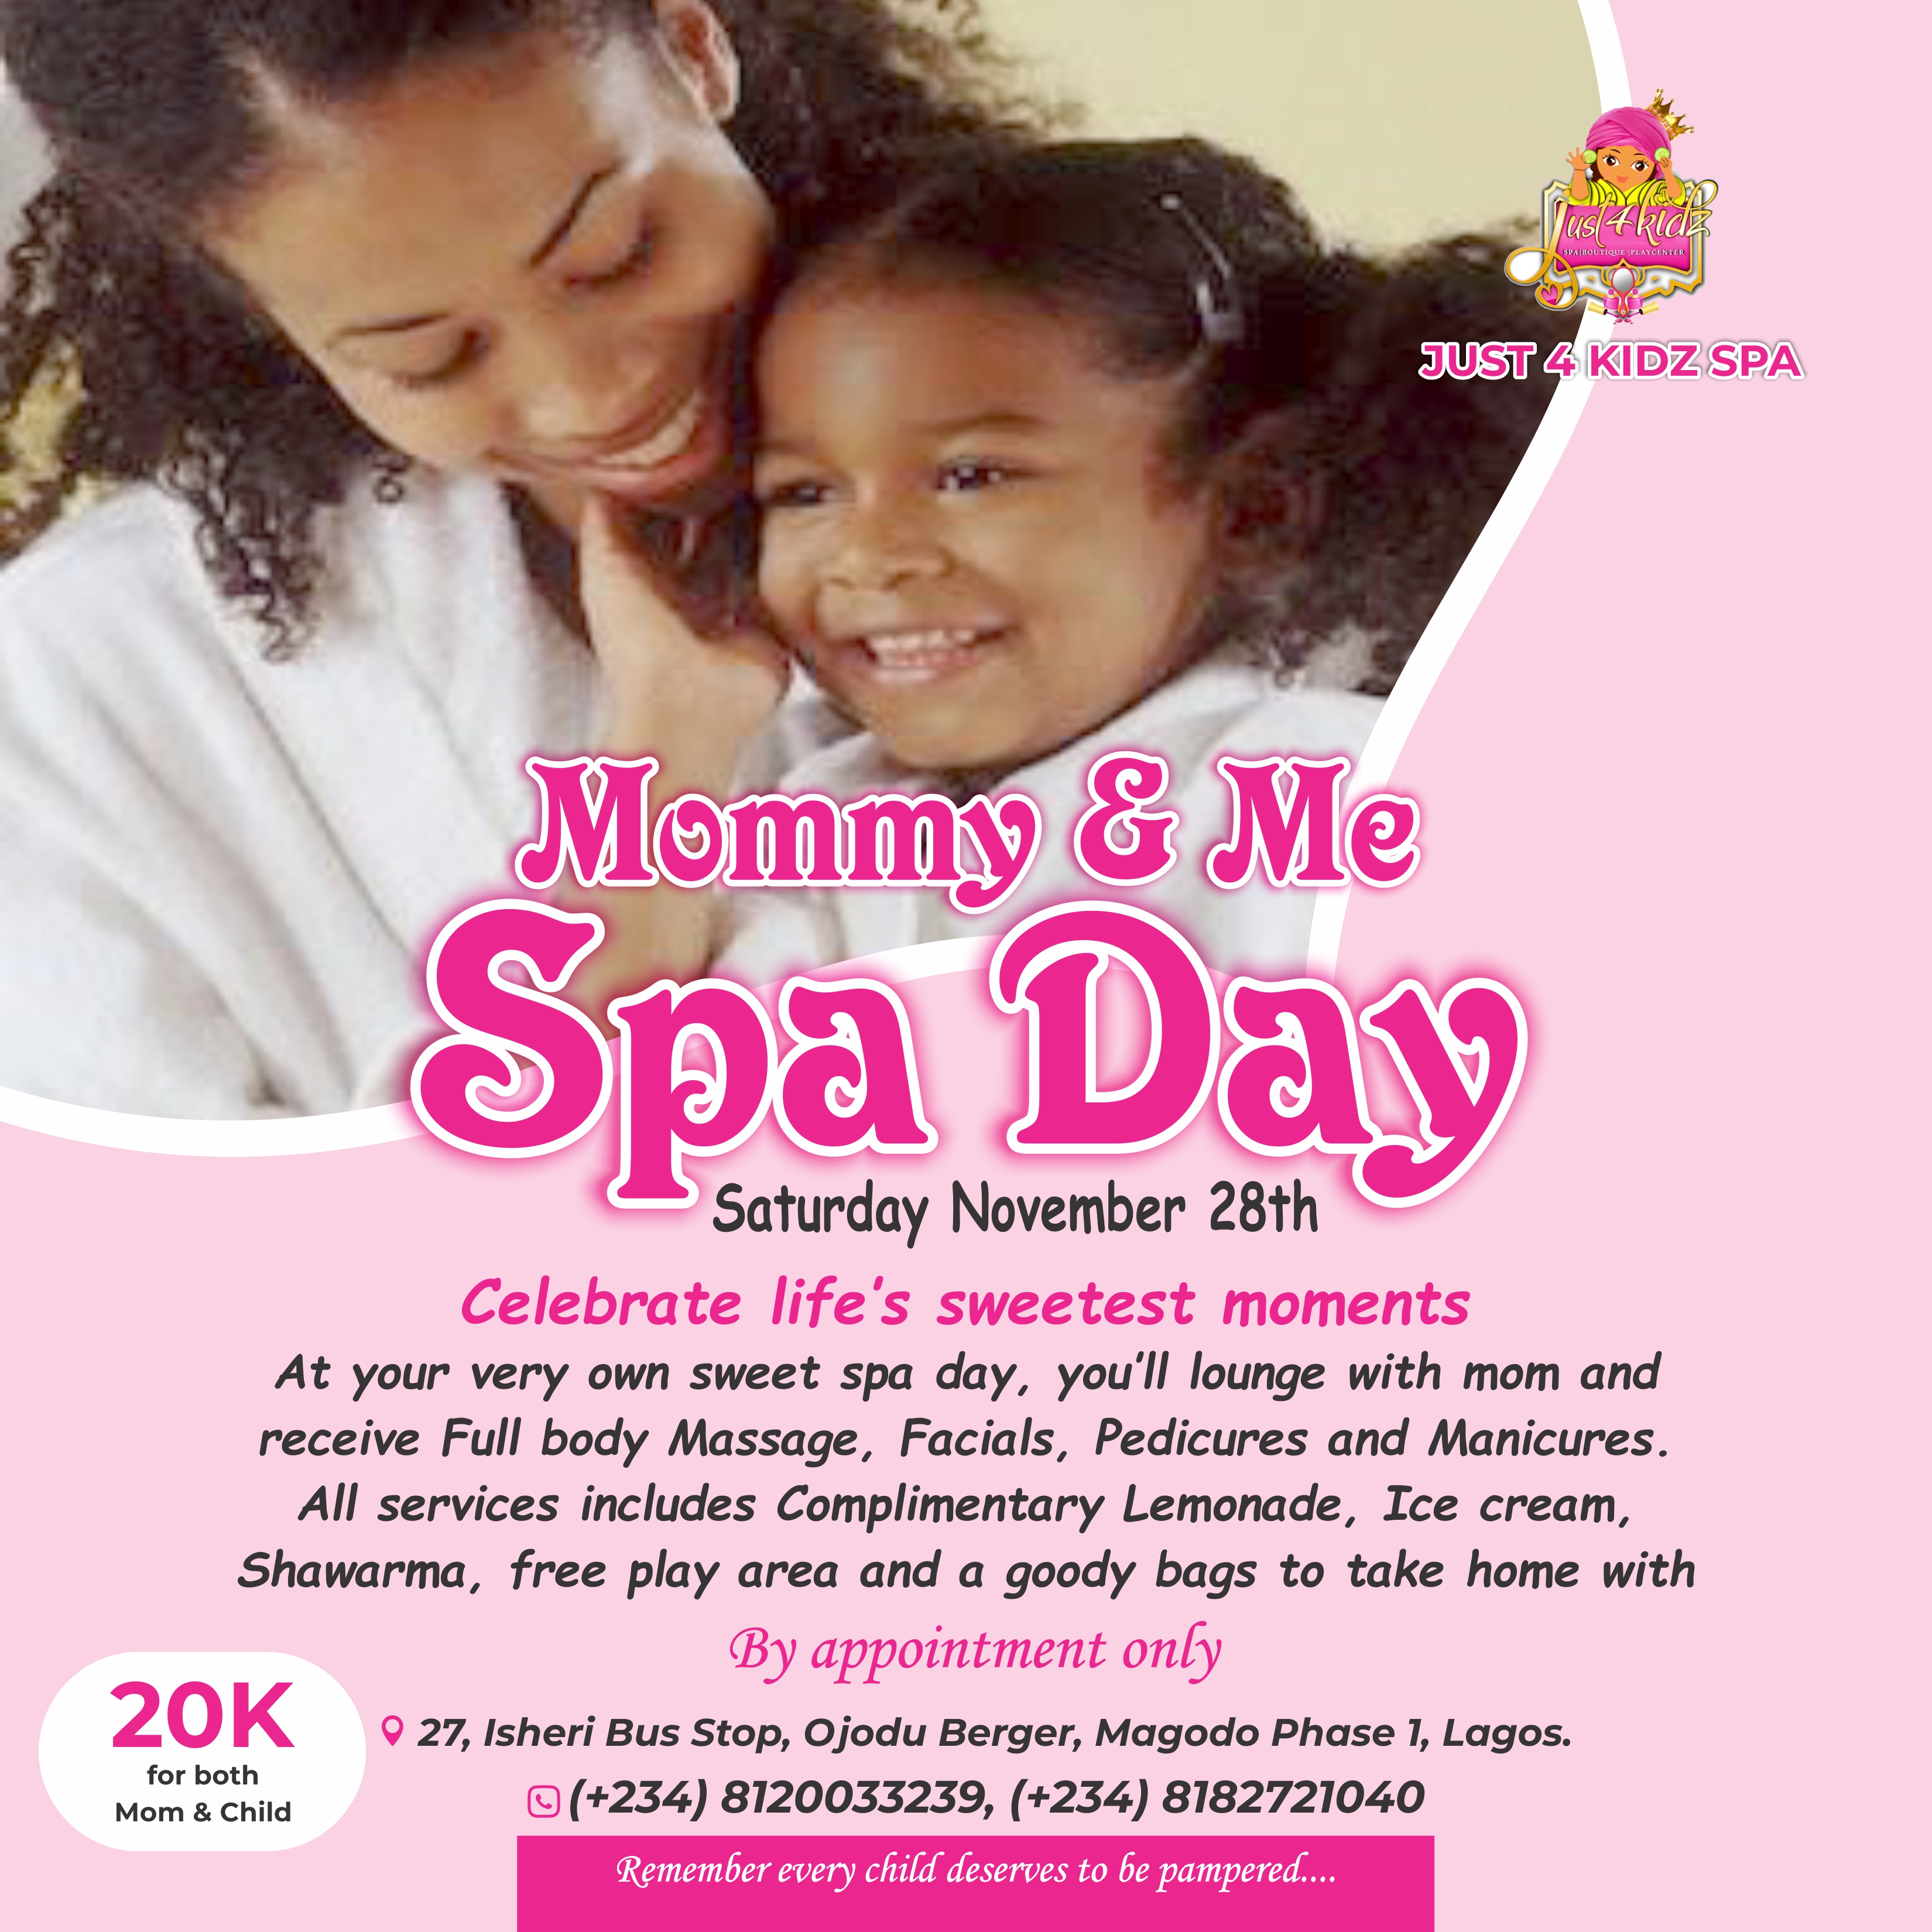 Just4kidz
SPA|BOUTIQUE|PLAYCENTER
JUST 4 KIDZ SPA
Mommy & Me
Spa Day
Saturday November 28th
Celebrate life's sweetest moments
At your very own sweet spa day, you'll lounge with mom and
receive Full body Massage, Facials, Pedicures and Manicures.
All services includes Complimentary Lemonade, Ice cream,
Shawarma, free play area and a goody bags to take home with
By appointment only
20K
for both
Mom & Child
27, Isheri Bus Stop, Ojodu Berger, Magodo Phase 1, Lagos.
(+234) 8120033239, (+234) 8182721040
Remember every child deserves to be pampered....